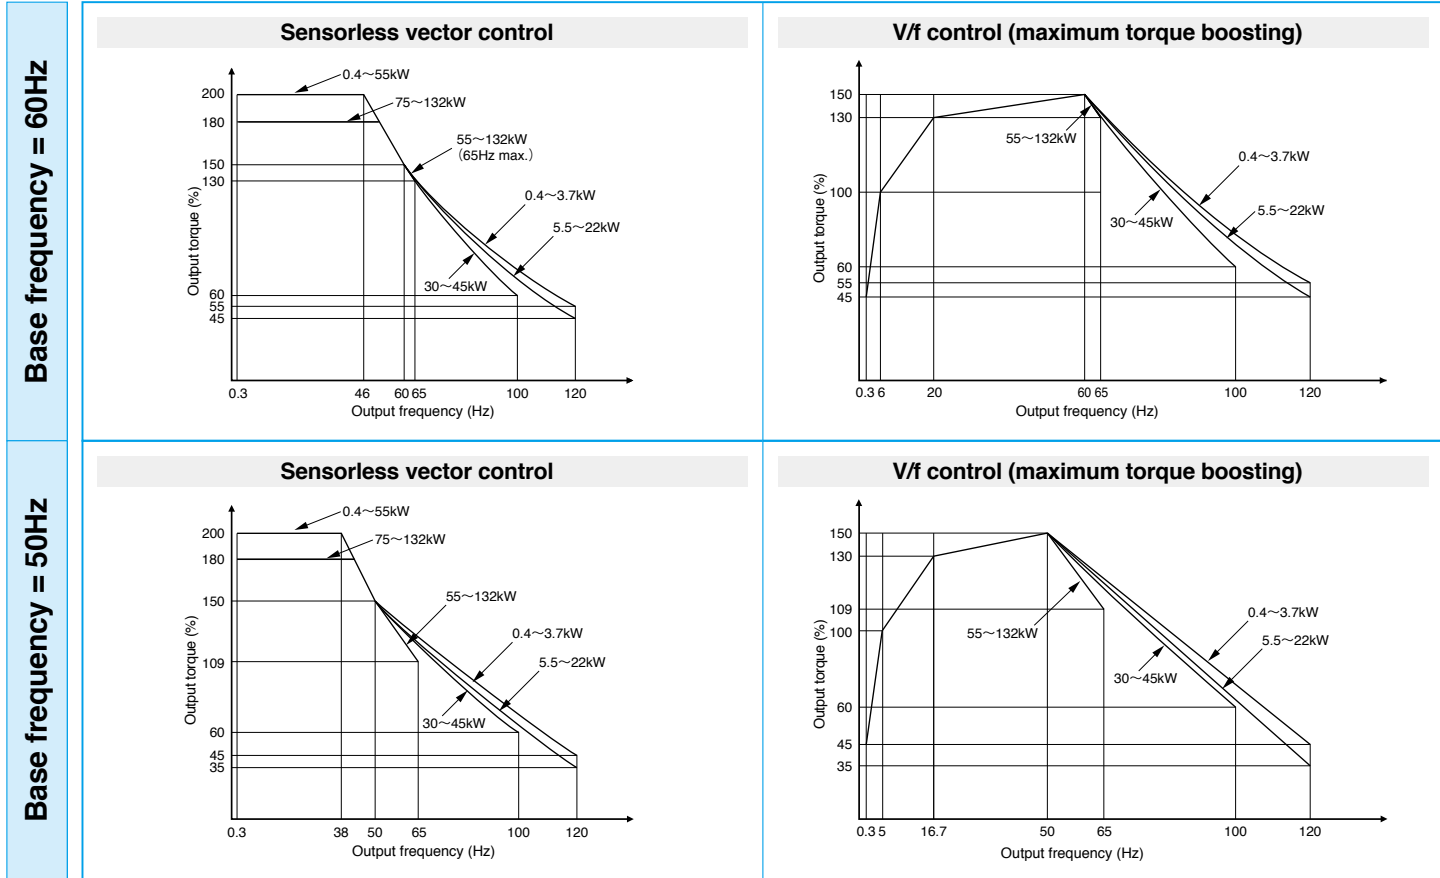 Base frequency = 60Hz
Sensorless vector control
0.4～55kW
200
75～132kW
180
55～132kW
（65Hz max.）
150
130
0.4～3.7kW
5.5～22kW
30～45kW
60
55
45
Output torque (%)
0.3 46 60 65 100 120
Output frequency (Hz)
V/f control (maximum torque boosting)
150
130
55～132kW
0.4～3.7kW
100
5.5～22kW
30～45kW
60
55
45
Output torque (%)
0.3 6 20 60 65 100 120
Output frequency (Hz)
Base frequency = 50Hz
Sensorless vector control
0.4～55kW
200
75～132kW
180
150
55～132kW
0.4～3.7kW
109
5.5～22kW
30～45kW
60
45
35
Output torque (%)
0.3 38 50 65 100 120
Output frequency (Hz)
V/f control (maximum torque boosting)
150
130
109
0.4～3.7kW
100
55～132kW
5.5～22kW
30～45kW
60
45
35
Output torque (%)
0.3 5 16.7 50 65 100 120
Output frequency (Hz)